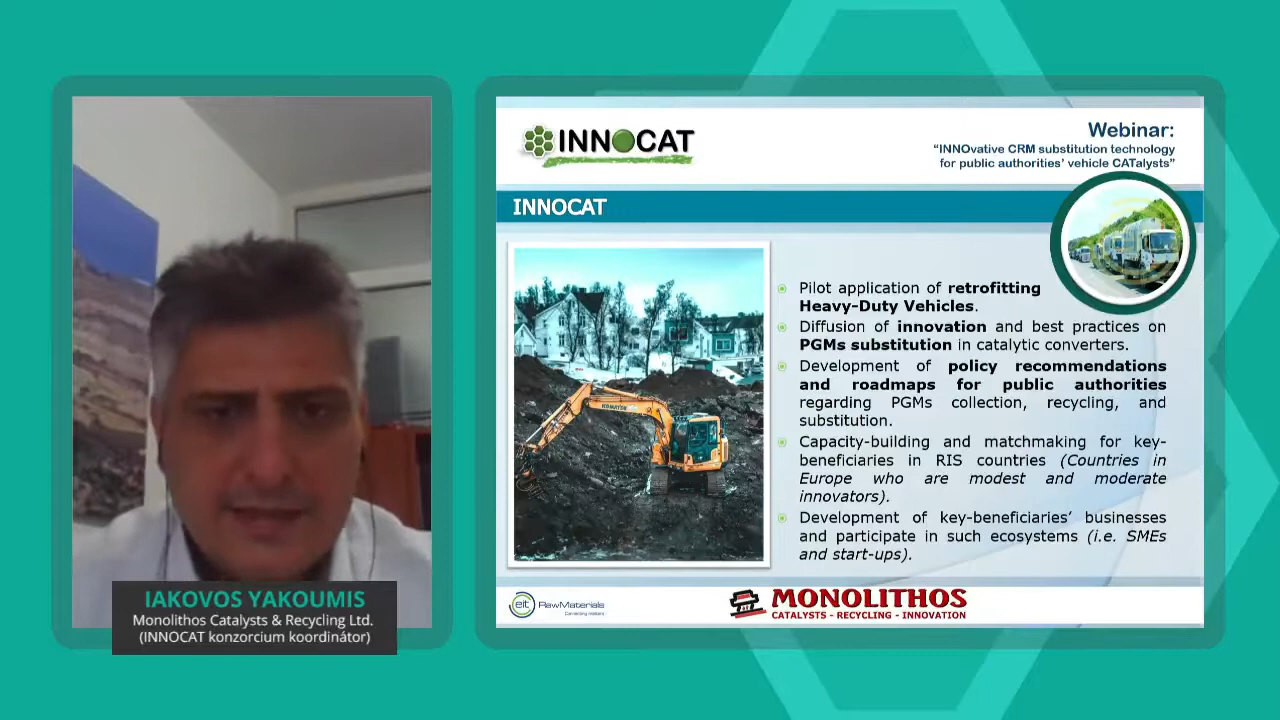 IAKOVOS YAKOUMIS
Monolithos Catalysts & Recycling Ltd.
(INNOCAT konzorcium koordinátor)
INNOCAT
Webinar:
“INNOvative CRM substitution technology
for public authorities’ vehicle CATalysts”
INNOCAT
Pilot application of retrofitting
Heavy-Duty Vehicles.
Diffusion of innovation and best practices on
PGMs substitution in catalytic converters.
Development of policy recommendations
and roadmaps for public authorities
regarding PGMs collection, recycling, and
substitution.
Capacity-building and matchmaking for key-
beneficiaries in RIS countries (Countries in
Europe who are modest and moderate
innovators).
Development of key-beneficiaries’ businesses
and participate in such ecosystems (i.e. SMEs
and start-ups).
KOMATSU
eit RawMaterials
Connecting matters
MONOLITHOS
CATALYSTS - RECYCLING - INNOVATION